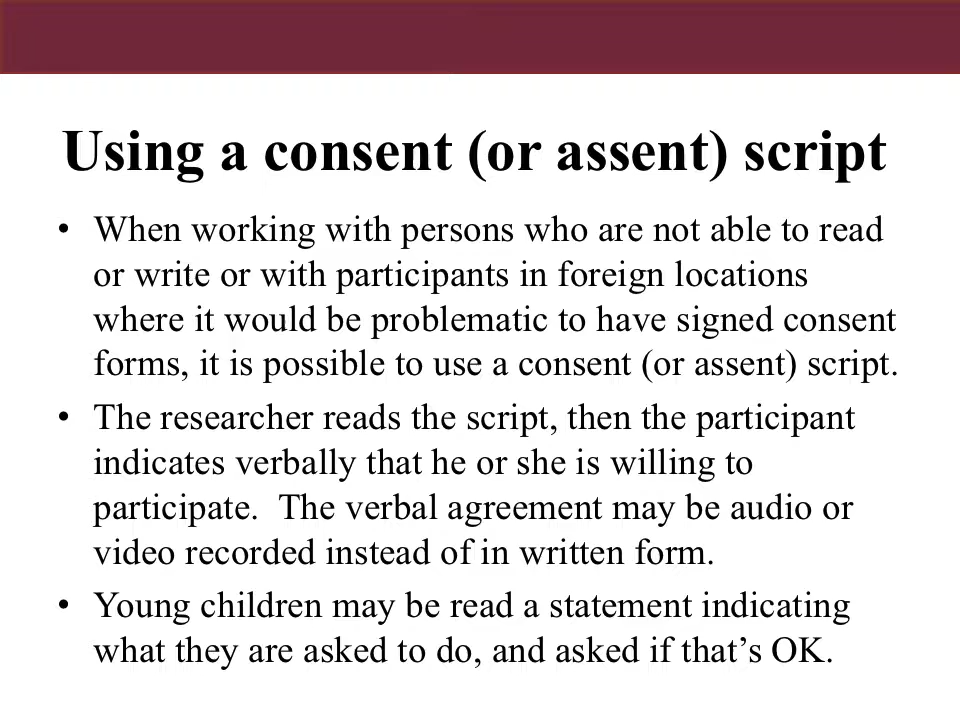 Using a consent (or assent) script
• When working with persons who are not able to read
or write or with participants in foreign locations
where it would be problematic to have signed consent
forms, it is possible to use a consent (or assent) script.
• The researcher reads the script, then the participant
indicates verbally that he or she is willing to
participate.  The verbal agreement may be audio or
video recorded instead of in written form.
• Young children may be read a statement indicating
what they are asked to do, and asked if that’s OK.